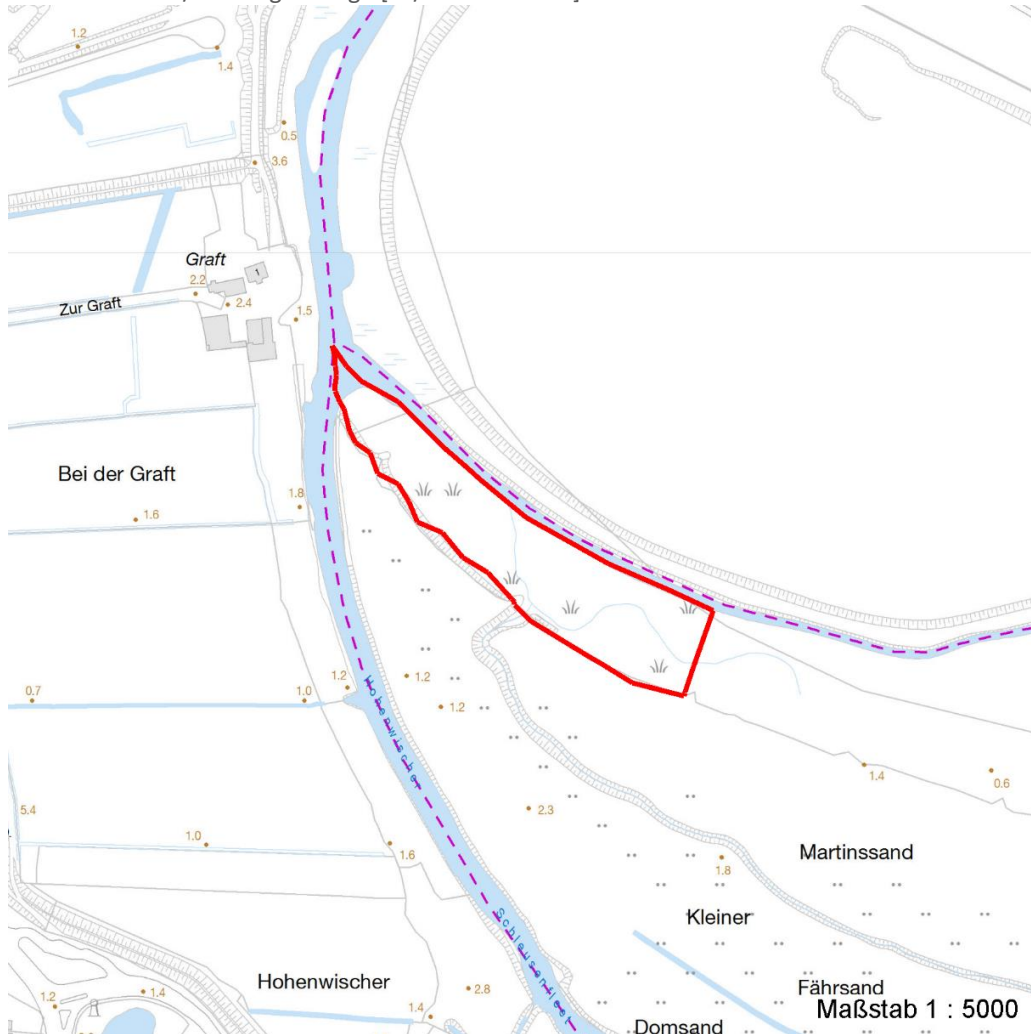 1.2
1.4
0.5
3.6
Graft
1
2.2
2.4
Zur Graft
1.5
Bei der Graft
1.8
1.6
1.2
1.2
0.7
1.0
1.2
Hohenwischer
1.4
0.6
2.3
5.4
1.0
1.6
Martinssand
1.8
Kleiner
Schleusenfleet
Hohenwischer
2.8
Fährsand
1.2
1.4
1.4
Maßstab 1 : 5000
Domsand